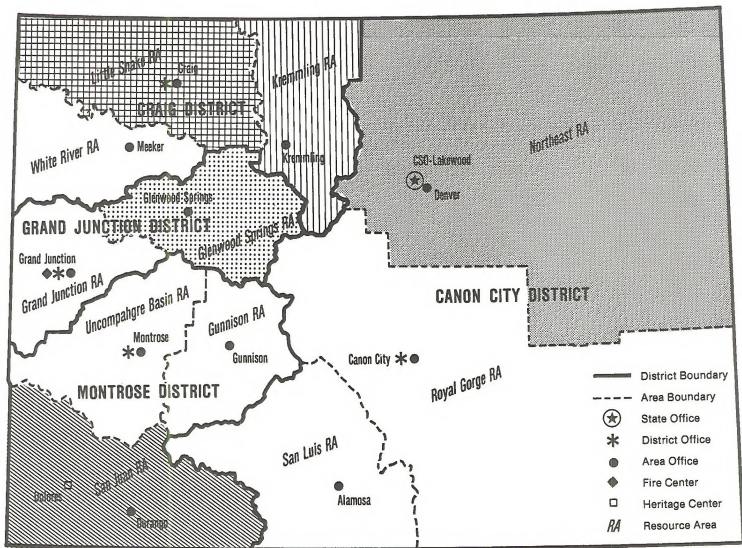 Little Snake RA
Craig
CRAIG DISTRICT
Kremmling RA
Kremmling
Northeast RA
CSO-Lakewood
Denver
White River RA
Meeker
Glenwood Springs
GRAND JUNCTION DISTRICT
Glenwood Springs RA
Grand Junction
Grand Junction RA
Uncompahgre Basin RA
Montrose
MONTROSE DISTRICT
Gunnison RA
Gunnison
CANON CITY DISTRICT
Canon City
Royal Gorge RA
San Luis RA
Alamosa
San Juan RA
Dolores
Durango
District Boundary
Area Boundary
State Office
District Office
Area Office
Fire Center
Heritage Center
RA Resource Area